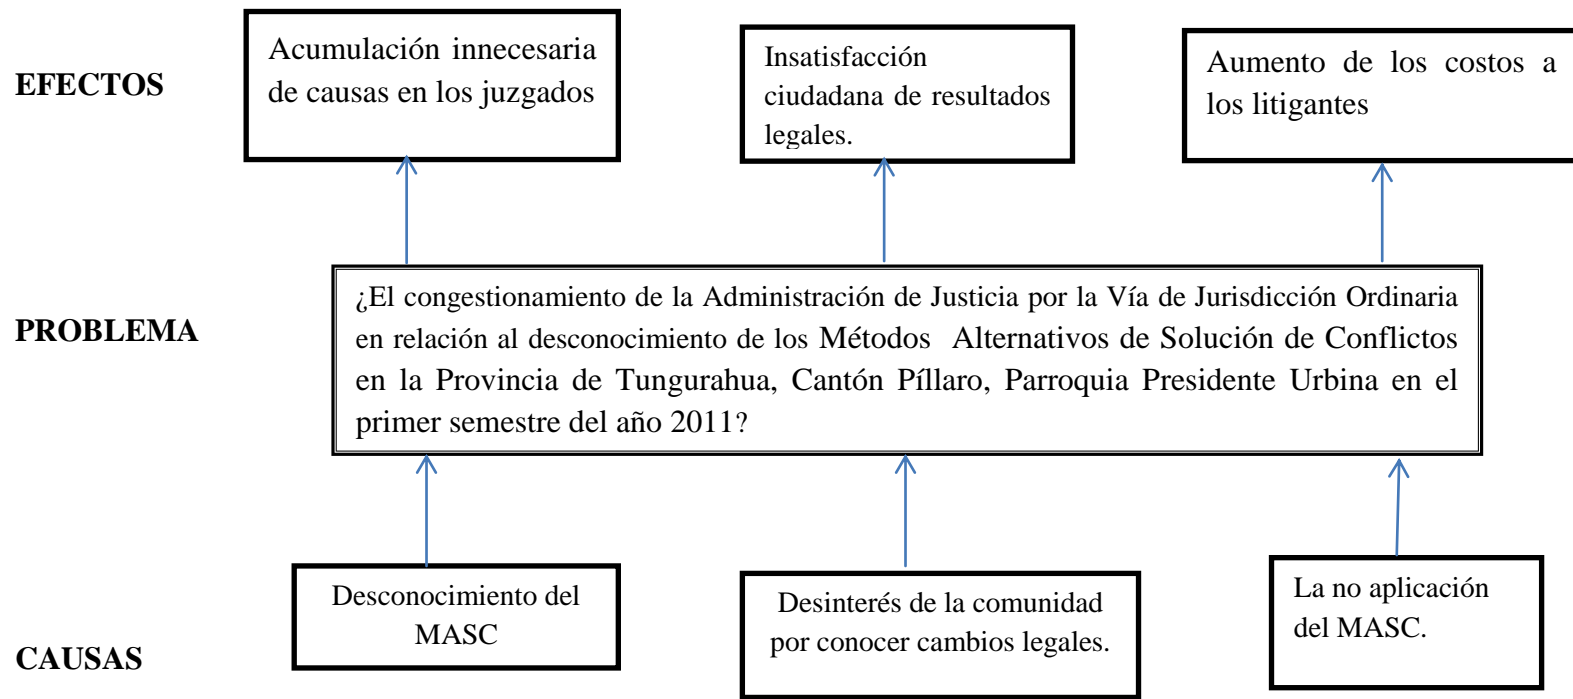 EFECTOS
Acumulación innecesaria
de causas en los juzgados
Insatisfacción
ciudadana de resultados
legales.
Aumento de los costos a
los litigantes
PROBLEMA
¿El congestionamiento de la Administración de Justicia por la Vía de Jurisdicción Ordinaria
en relación al desconocimiento de los Métodos Alternativos de Solución de Conflictos
en la Provincia de Tungurahua, Cantón Píllaro, Parroquia Presidente Urbina en el
primer semestre del año 2011?
CAUSAS
Desconocimiento del
MASC
Desinterés de la comunidad
por conocer cambios legales.
La no aplicación
del MASC.